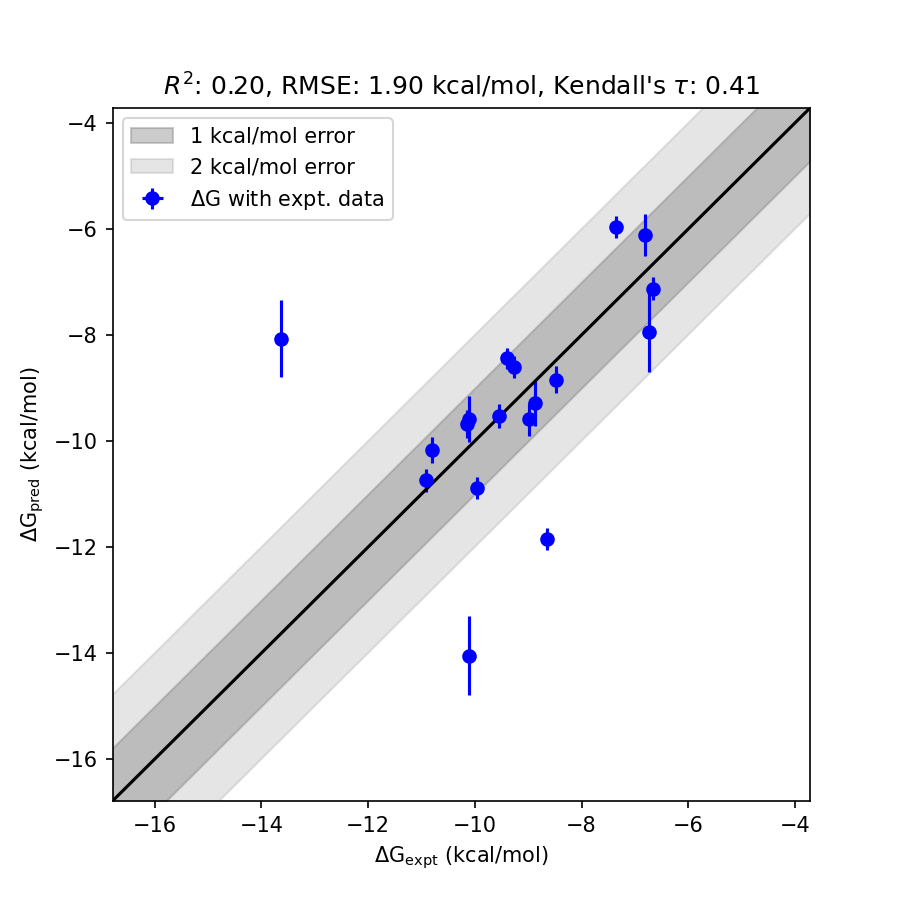 R²: 0.20, RMSE: 1.90 kcal/mol, Kendall's τ: 0.41
1 kcal/mol error
2 kcal/mol error
ΔG with expt. data
−4
−6
−8
−10
−12
−14
−16
ΔGpred (kcal/mol)
−16
−14
−12
−10
−8
−6
−4
ΔGexpt (kcal/mol)